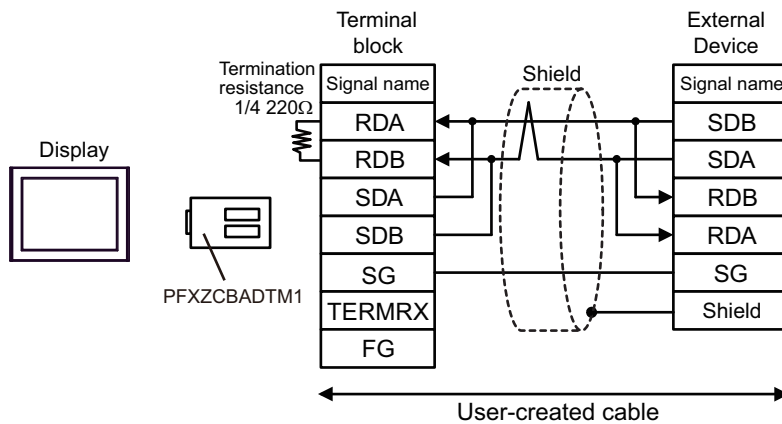 Terminal
block
External
Device
Termination
resistance
1/4 220Ω
Signal name
Shield
Signal name
RDA
SDB
Display
RDB
SDA
SDA
RDB
SDB
RDA
SG
SG
PFXZCBADTM1
TERMRX
Shield
FG
User-created cable